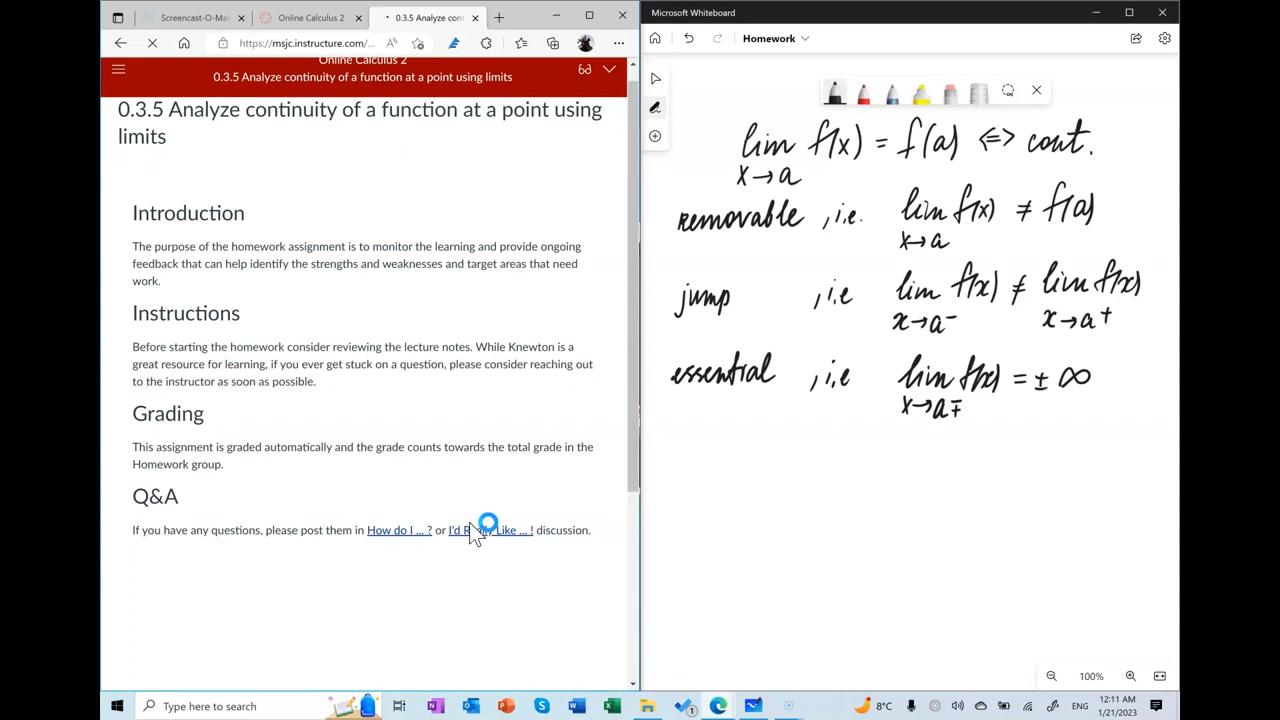 Screencast-O-Ma
Online Calculus 2
0.3.5 Analyze con
https://msjc.instructure.com/...
Online Calculus 2
0.3.5 Analyze continuity of a function at a point using limits
0.3.5 Analyze continuity of a function at a point using
limits
Introduction
The purpose of the homework assignment is to monitor the learning and provide ongoing
feedback that can help identify the strengths and weaknesses and target areas that need
work.
Instructions
Before starting the homework consider reviewing the lecture notes. While Knewton is a
great resource for learning, if you ever get stuck on a question, please consider reaching out
to the instructor as soon as possible.
Grading
This assignment is graded automatically and the grade counts towards the total grade in the
Homework group.
Q&A
If you have any questions, please post them in How do I ... ? or I'd Really Like ... ! discussion.
Microsoft Whiteboard
Homework
lim f(x) = f(a) <=> cont.
x→a
removable , i.e. lim f(x) ≠ f(a)
x→a
jump , i.e lim f(x) ≠ lim f(x)
x→a⁻ x→a⁺
essential , i.e lim f(x) = ± ∞
x→a∓
100%
Type here to search
1
8°C
12:11 AM
1/21/2023